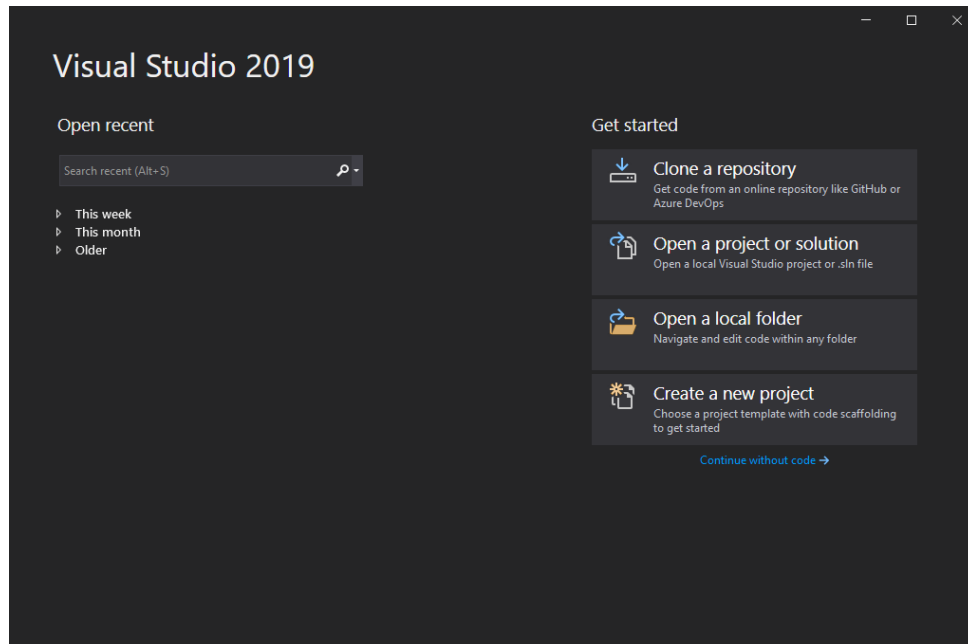 Visual Studio 2019
Open recent
Search recent (Alt+S)
This week
This month
Older
Get started
Clone a repository
Get code from an online repository like GitHub or
Azure DevOps
Open a project or solution
Open a local Visual Studio project or .sln file
Open a local folder
Navigate and edit code within any folder
Create a new project
Choose a project template with code scaffolding
to get started
Continue without code →